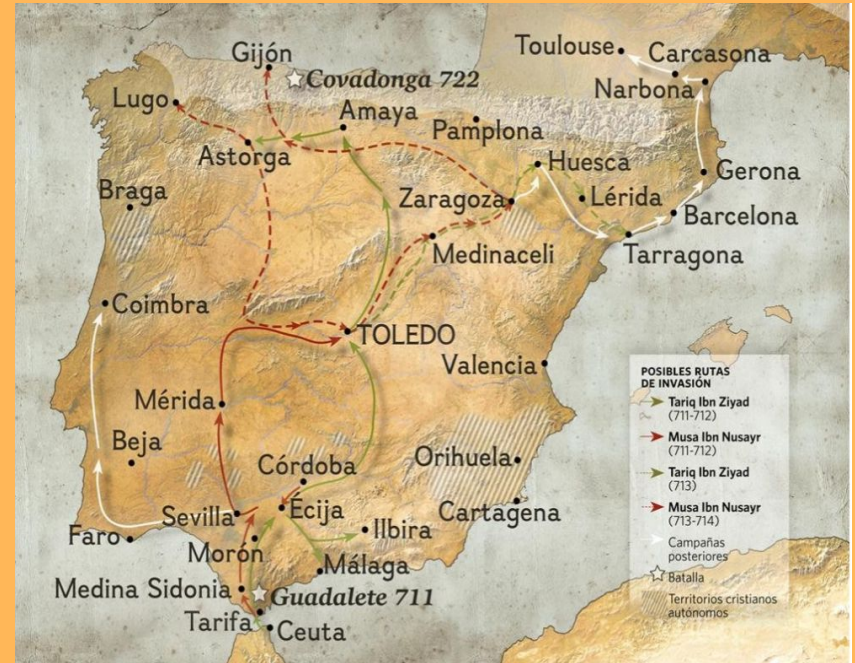 Gijón
Covadonga 722
Toulouse
Carcasona
Narbona
Lugo
Amaya
Pamplona
Astorga
Huesca
Gerona
Braga
Zaragoza
Lérida
Barcelona
Medinaceli
Tarragona
Coimbra
TOLEDO
Valencia
Mérida
Beja
Córdoba
Orihuela
Sevilla
Écija
Cartagena
Faro
Morón
Ilbira
Málaga
Medina Sidonia
Guadalete 711
Tarifa
Ceuta
POSIBLES RUTAS
DE INVASIÓN
Tariq Ibn Ziyad
(711-712)
Musa Ibn Nusayr
(711-712)
Tariq Ibn Ziyad
(713)
Musa Ibn Nusayr
(713-714)
Campañas
posteriores
Batalla
Territorios cristianos
autónomos